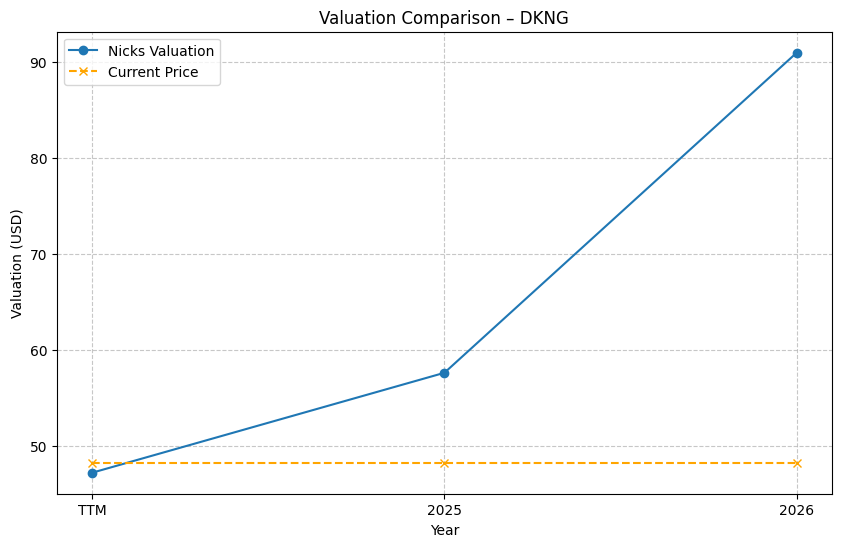 Valuation Comparison – DKNG
Nicks Valuation
Current Price
Valuation (USD)
90
80
70
60
50
TTM
2025
2026
Year